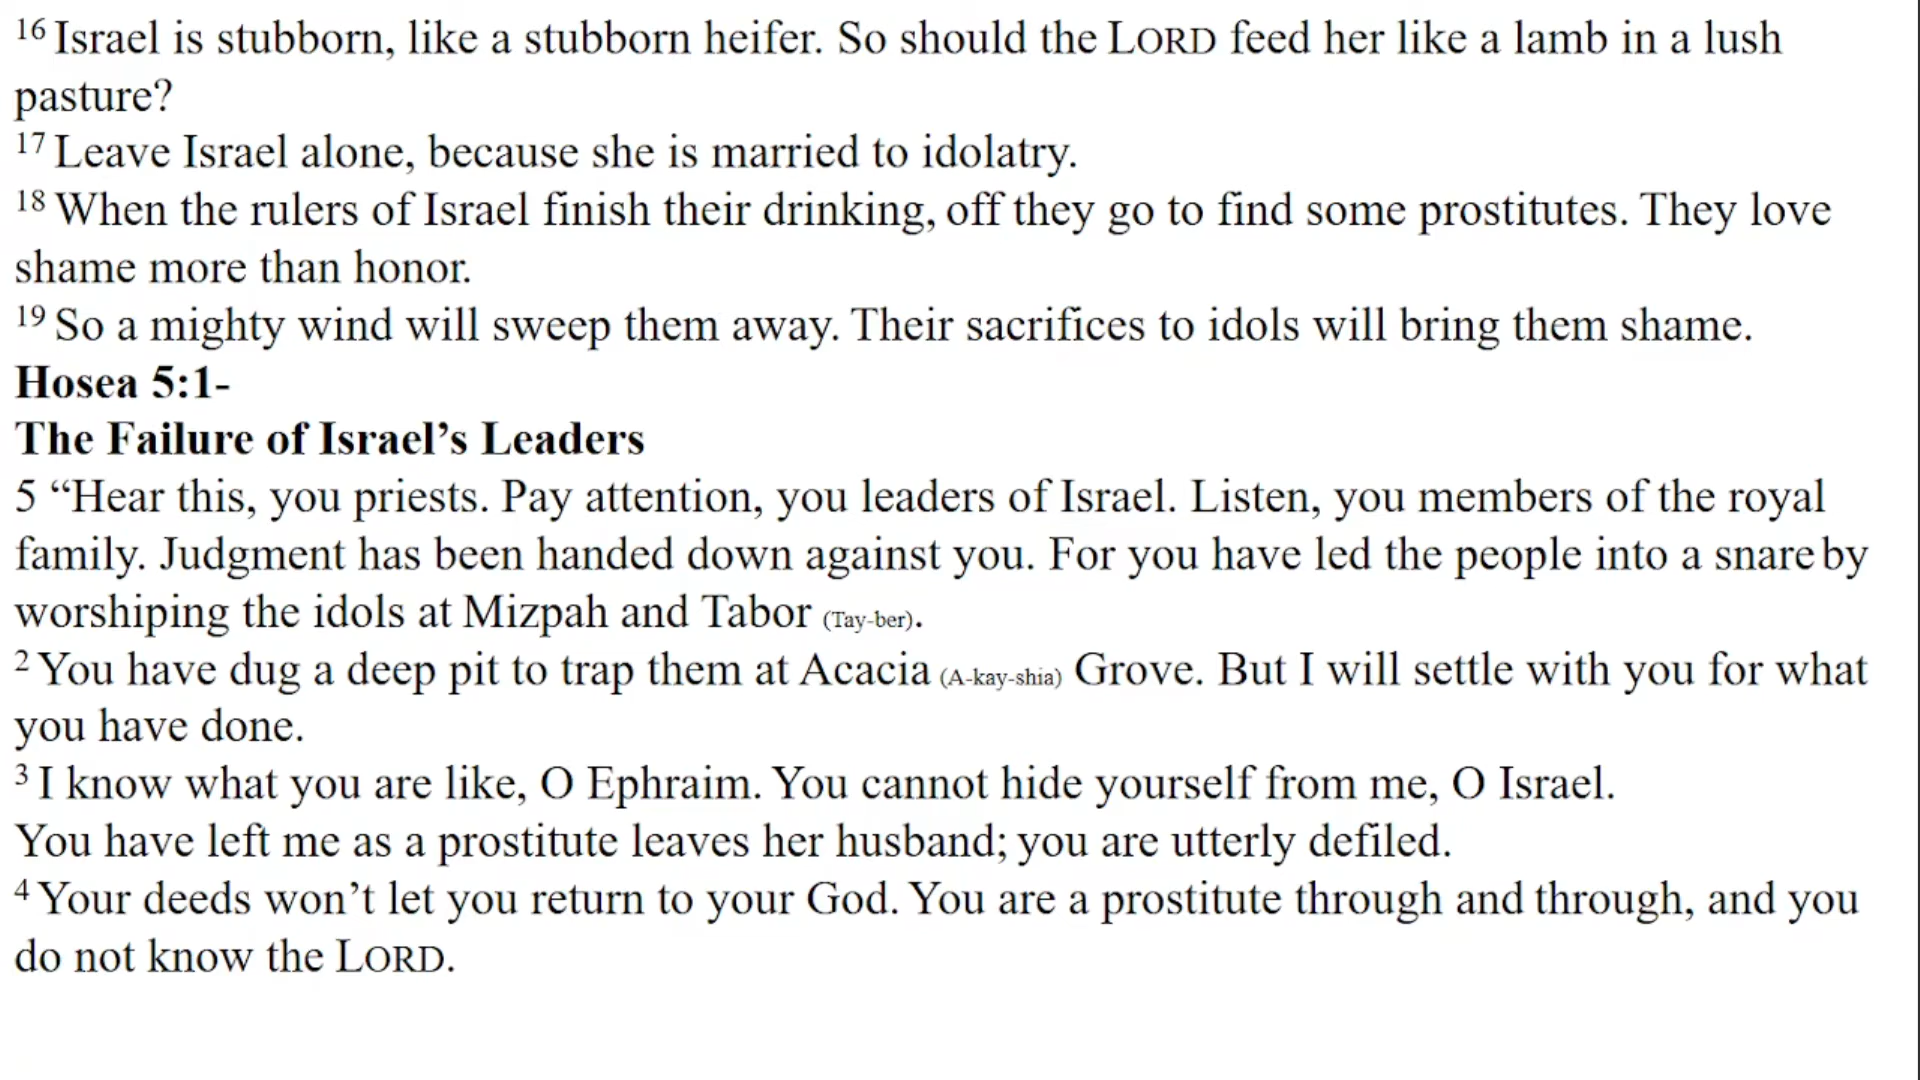 16 Israel is stubborn, like a stubborn heifer. So should the LORD feed her like a lamb in a lush
pasture?
17 Leave Israel alone, because she is married to idolatry.
18 When the rulers of Israel finish their drinking, off they go to find some prostitutes. They love
shame more than honor.
19 So a mighty wind will sweep them away. Their sacrifices to idols will bring them shame.
Hosea 5:1-
The Failure of Israel’s Leaders
5 “Hear this, you priests. Pay attention, you leaders of Israel. Listen, you members of the royal
family. Judgment has been handed down against you. For you have led the people into a snare by
worshiping the idols at Mizpah and Tabor (Tay-ber).
2 You have dug a deep pit to trap them at Acacia (A-kay-shia) Grove. But I will settle with you for what
you have done.
3 I know what you are like, O Ephraim. You cannot hide yourself from me, O Israel.
You have left me as a prostitute leaves her husband; you are utterly defiled.
4 Your deeds won’t let you return to your God. You are a prostitute through and through, and you
do not know the LORD.